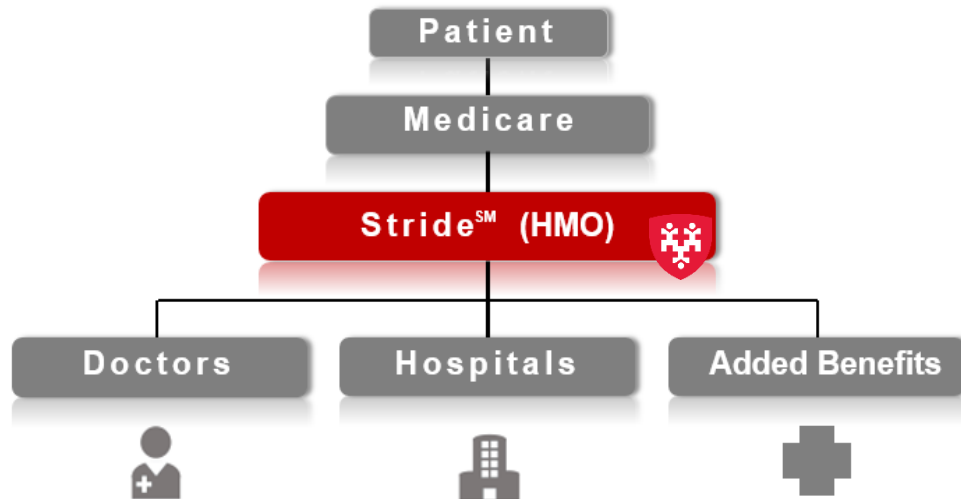 Patient
Medicare
Stride℠ (HMO)
Doctors
Hospitals
Added Benefits